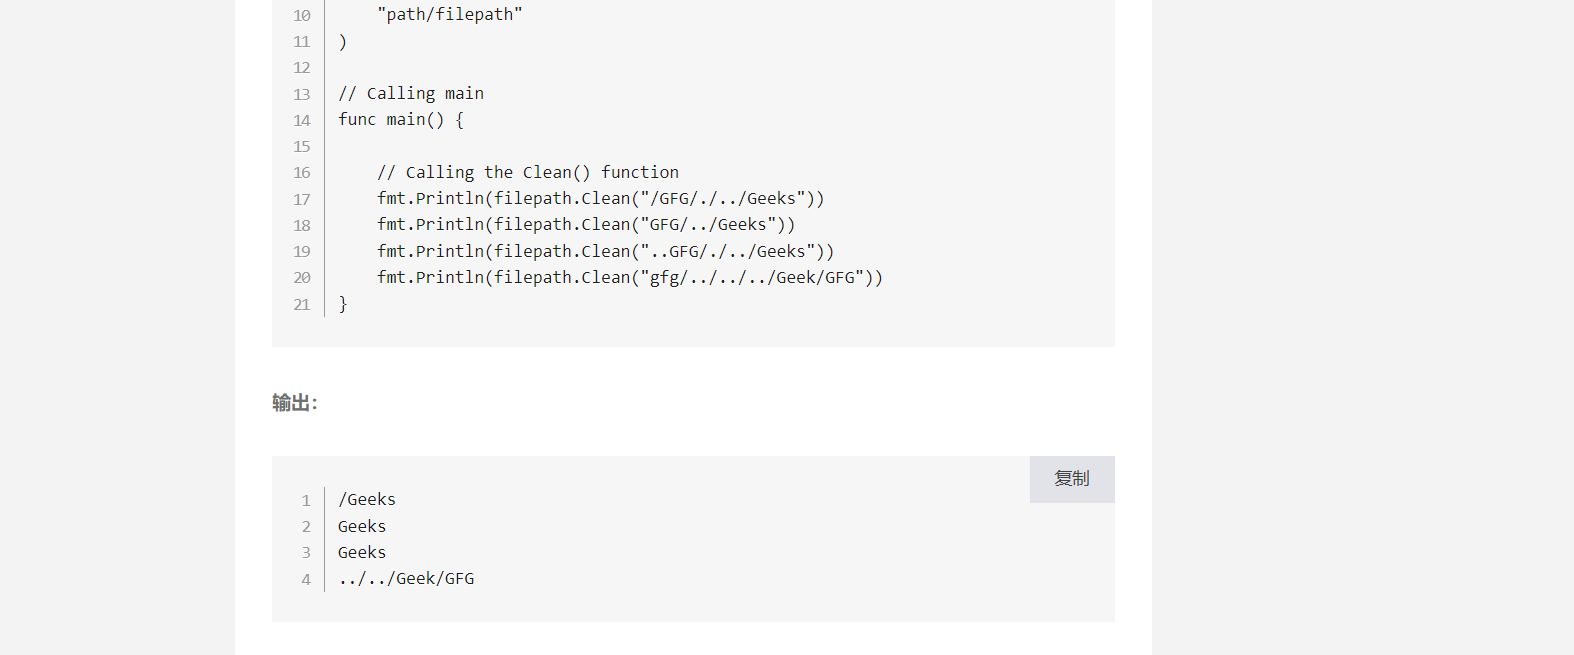 10 "path/filepath"
11 )
12
13 // Calling main
14 func main() {
15
16 // Calling the Clean() function
17 fmt.Println(filepath.Clean("/GFG/./../Geeks"))
18 fmt.Println(filepath.Clean("GFG/../Geeks"))
19 fmt.Println(filepath.Clean("..GFG/./../Geeks"))
20 fmt.Println(filepath.Clean("gfg/../../../Geek/GFG"))
21 }
输出：
复制
1 /Geeks
2 Geeks
3 Geeks
4 ../../Geek/GFG